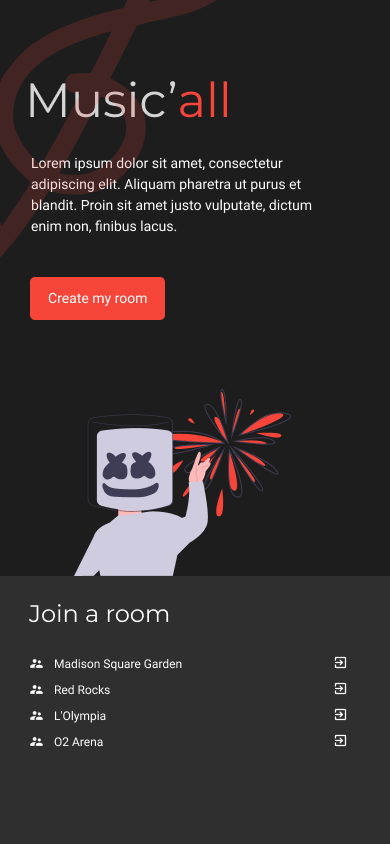 Music’all
Lorem ipsum dolor sit amet, consectetur
adipiscing elit. Aliquam pharetra ut purus et
blandit. Proin sit amet justo vulputate, dictum
enim non, finibus lacus.
Create my room
Join a room
Madison Square Garden
Red Rocks
L'Olympia
O2 Arena